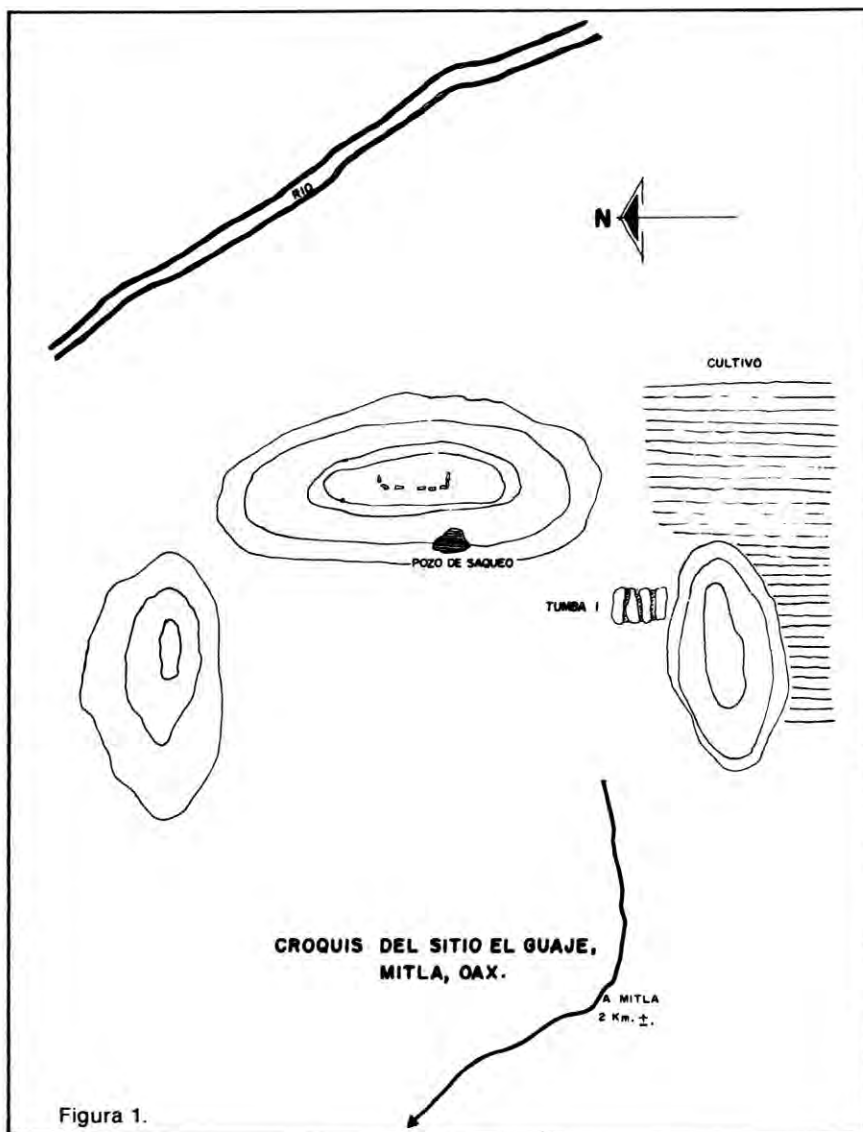 RIO
N
CULTIVO
POZO DE SAQUEO
TUMBA I
CROQUIS DEL SITIO EL GUAJE,
MITLA, OAX.
A MITLA
2 Km. ±.
Figura 1.